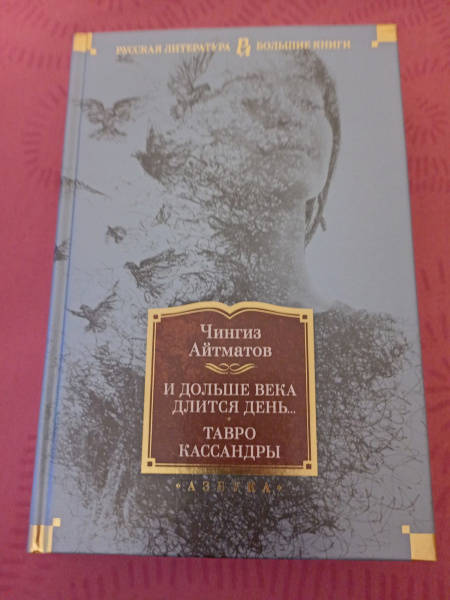 РУССКАЯ ЛИТЕРАТУРА БОЛЬШИЕ КНИГИ
Чингиз
Айтматов
И ДОЛЬШЕ ВЕКА
ДЛИТСЯ ДЕНЬ...
ТАВРО
КАССАНДРЫ
•АЗБУКА•